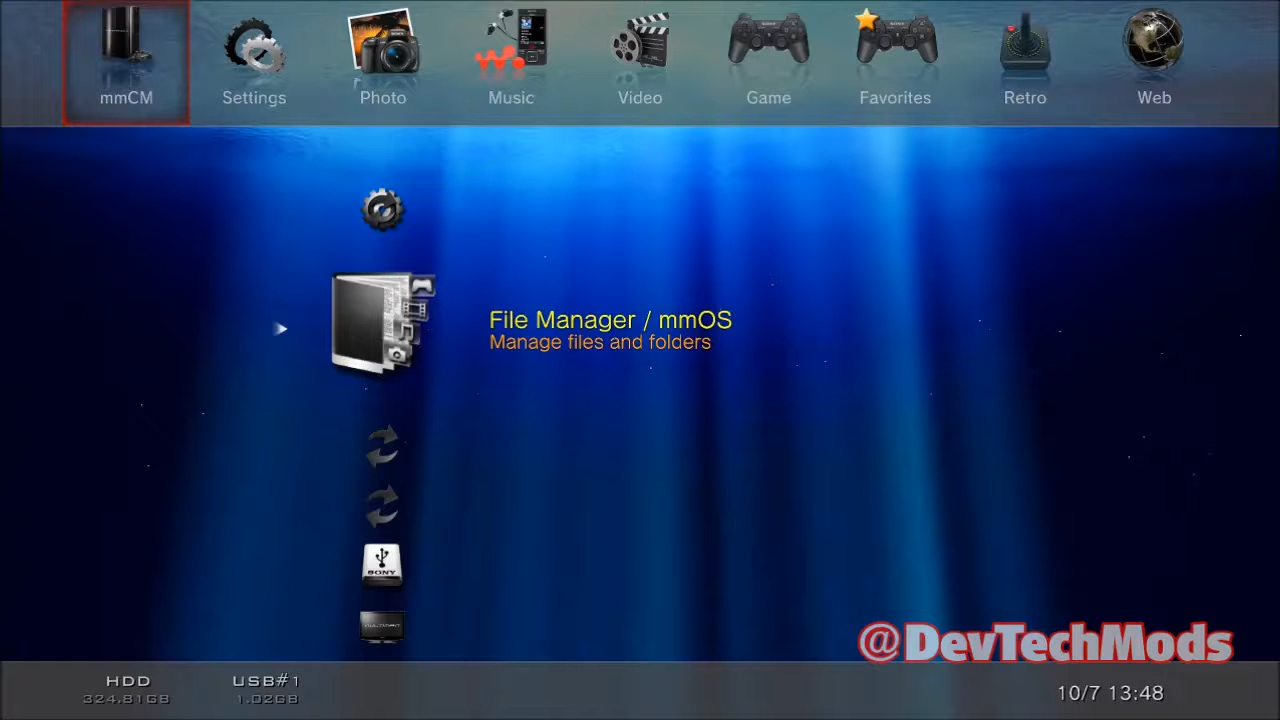 mmCM
Settings
Photo
Music
Video
Game
Favorites
Retro
Web
File Manager / mmOS
Manage files and folders
SONY
@DevTechMods
HDD
324.81GB
USB#1
1.02GB
10/7 13:48